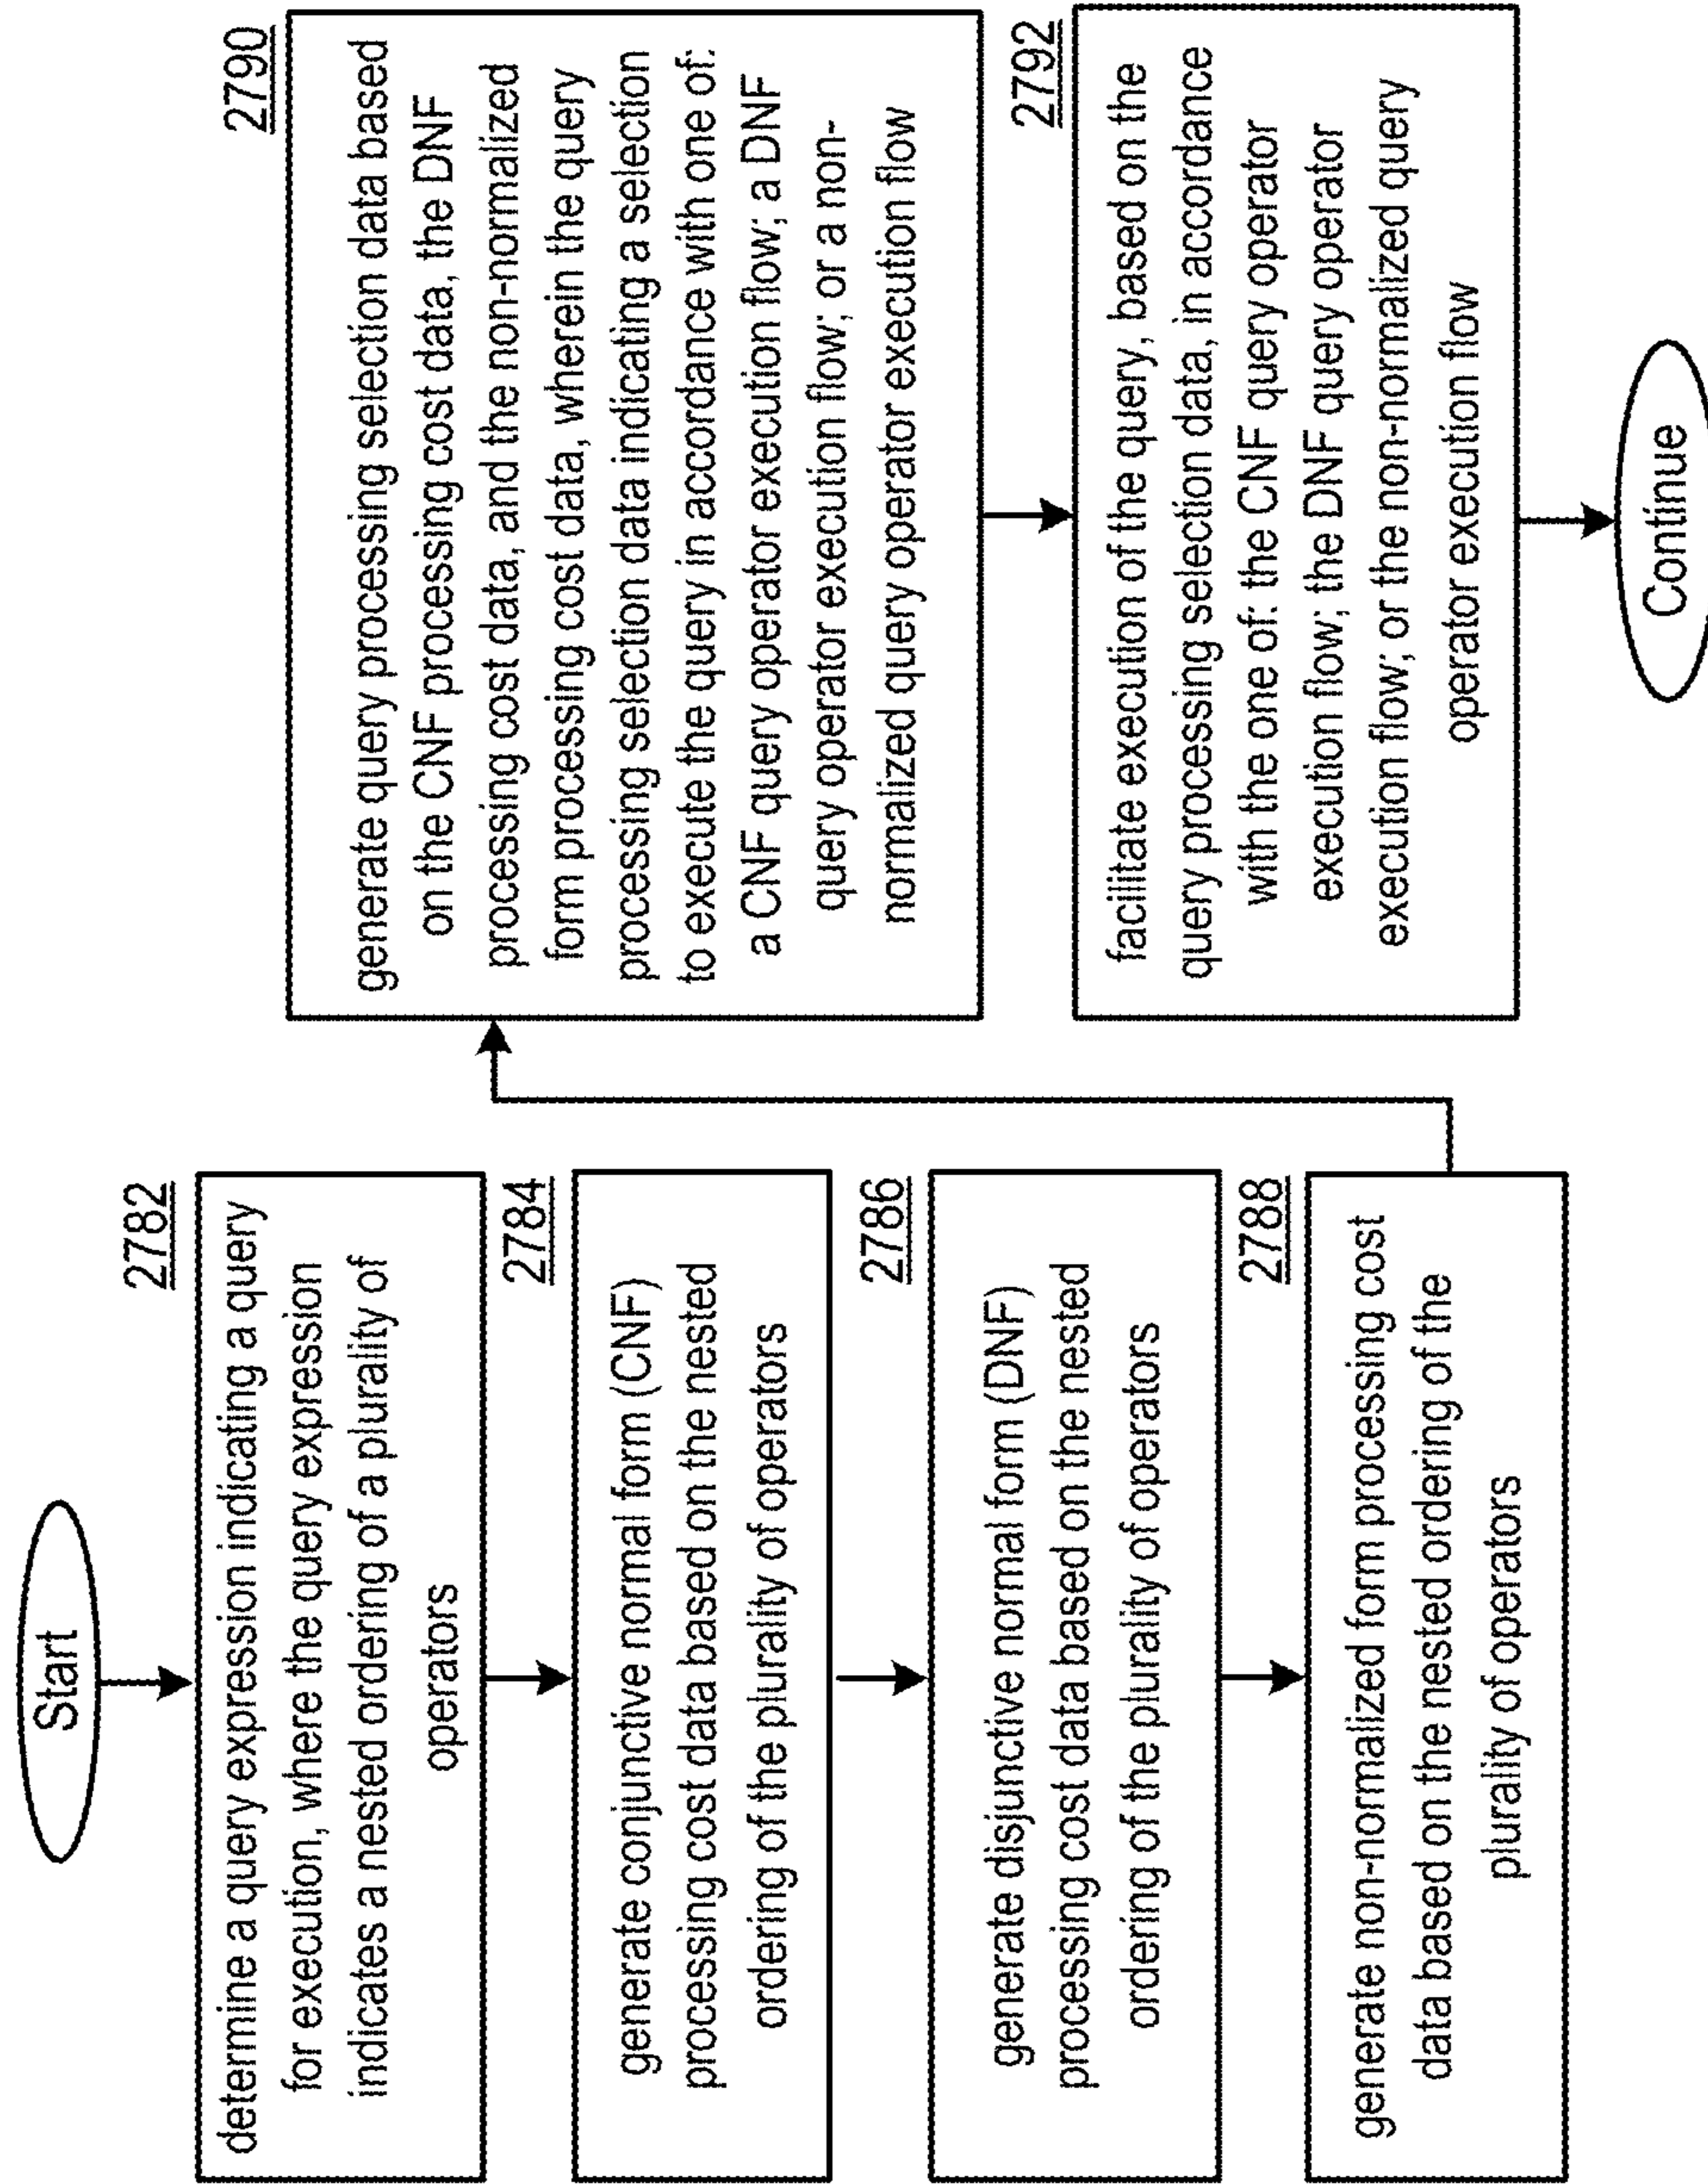 Start
2782
determine a query expression indicating a query
for execution, where the query expression
indicates a nested ordering of a plurality of
operators
2784
generate conjunctive normal form (CNF)
processing cost data based on the nested
ordering of the plurality of operators
2786
generate disjunctive normal form (DNF)
processing cost data based on the nested
ordering of the plurality of operators
2788
generate non-normalized form processing cost
data based on the nested ordering of the
plurality of operators
2790
generate query processing selection data based
on the CNF processing cost data, the DNF
processing cost data, and the non-normalized
form processing cost data, wherein the query
processing selection data indicating a selection
to execute the query in accordance with one of:
a CNF query operator execution flow; a DNF
query operator execution flow; or a non-
normalized query operator execution flow
2792
facilitate execution of the query, based on the
query processing selection data, in accordance
with the one of: the CNF query operator
execution flow; the DNF query operator
execution flow; or the non-normalized query
operator execution flow
Continue